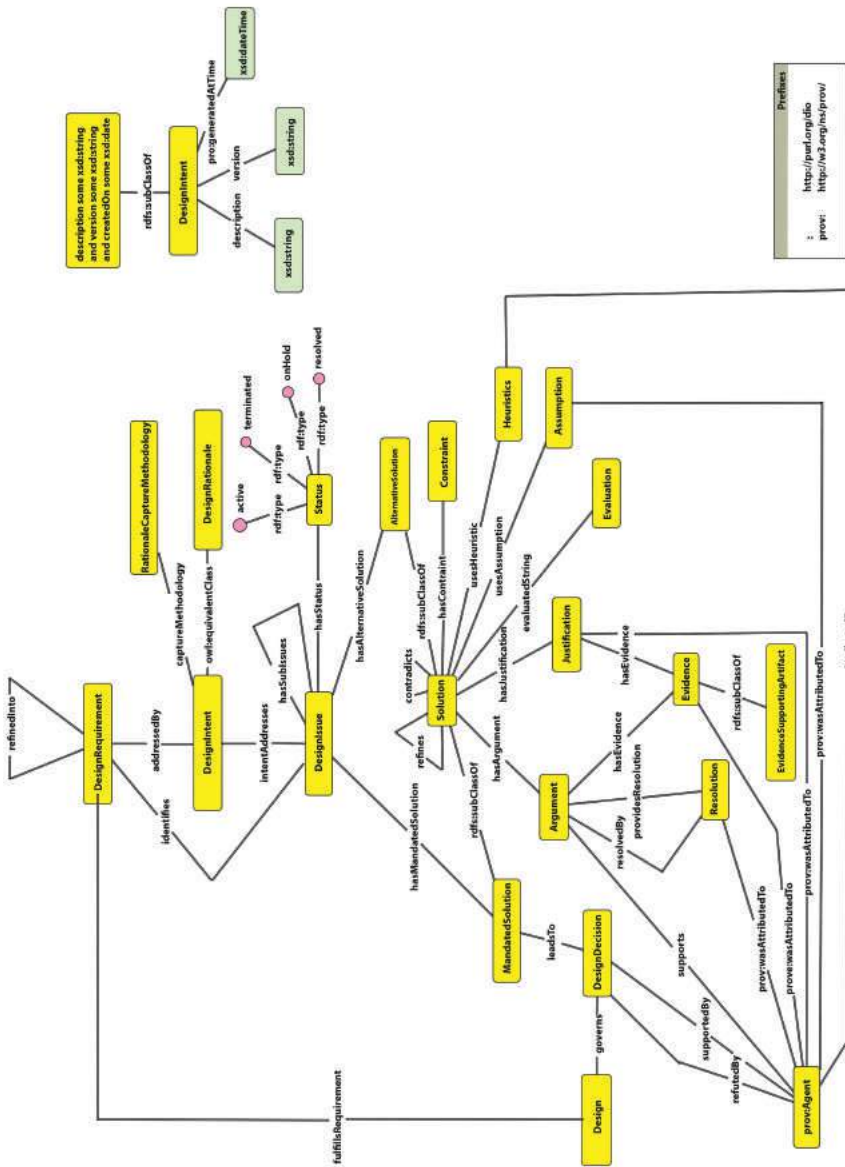 refinedInto
DesignRequirement
fulfillsRequirement
identifies
addressedBy
captureMethodology
RationaleCaptureMethodology
DesignIntent
owl:equivalentClass
DesignRationale
intentAddresses
hasSubIssues
DesignIssue
hasStatus
Status
rdf:type
active
rdf:type
terminated
rdf:type
onHold
rdf:type
resolved
hasMandatedSolution
hasAlternativeSolution
AlternativeSolution
rdfs:subClassOf
contradicts
refines
Solution
hasContraint
Constraint
rdfs:subClassOf
hasArgument
hasJustification
evaluatedString
usesAssumption
usesHeuristic
Heuristics
Assumption
Evaluation
MandatedSolution
leadsTo
DesignDecision
governs
Design
Argument
Justification
hasEvidence
hasEvidence
Evidence
rdfs:subClassOf
EvidenceSupportingArtifact
resolvedBy
providesResolution
Resolution
supports
supportedBy
refutedBy
prov:wasAttributedTo
prove:wasAttributedTo
prov:wasAttributedTo
prov:wasAttributedTo
prov:Agent
description some xsd:string
and version some xsd:string
and createdOn some xsd:date
rdfs:subClassOf
DesignIntent
pro:generatedAtTime
xsd:dateTime
version
xsd:string
description
xsd:string
Prefixes
: http://purl.org/dio
prov: http://w3.org/ns/prov/